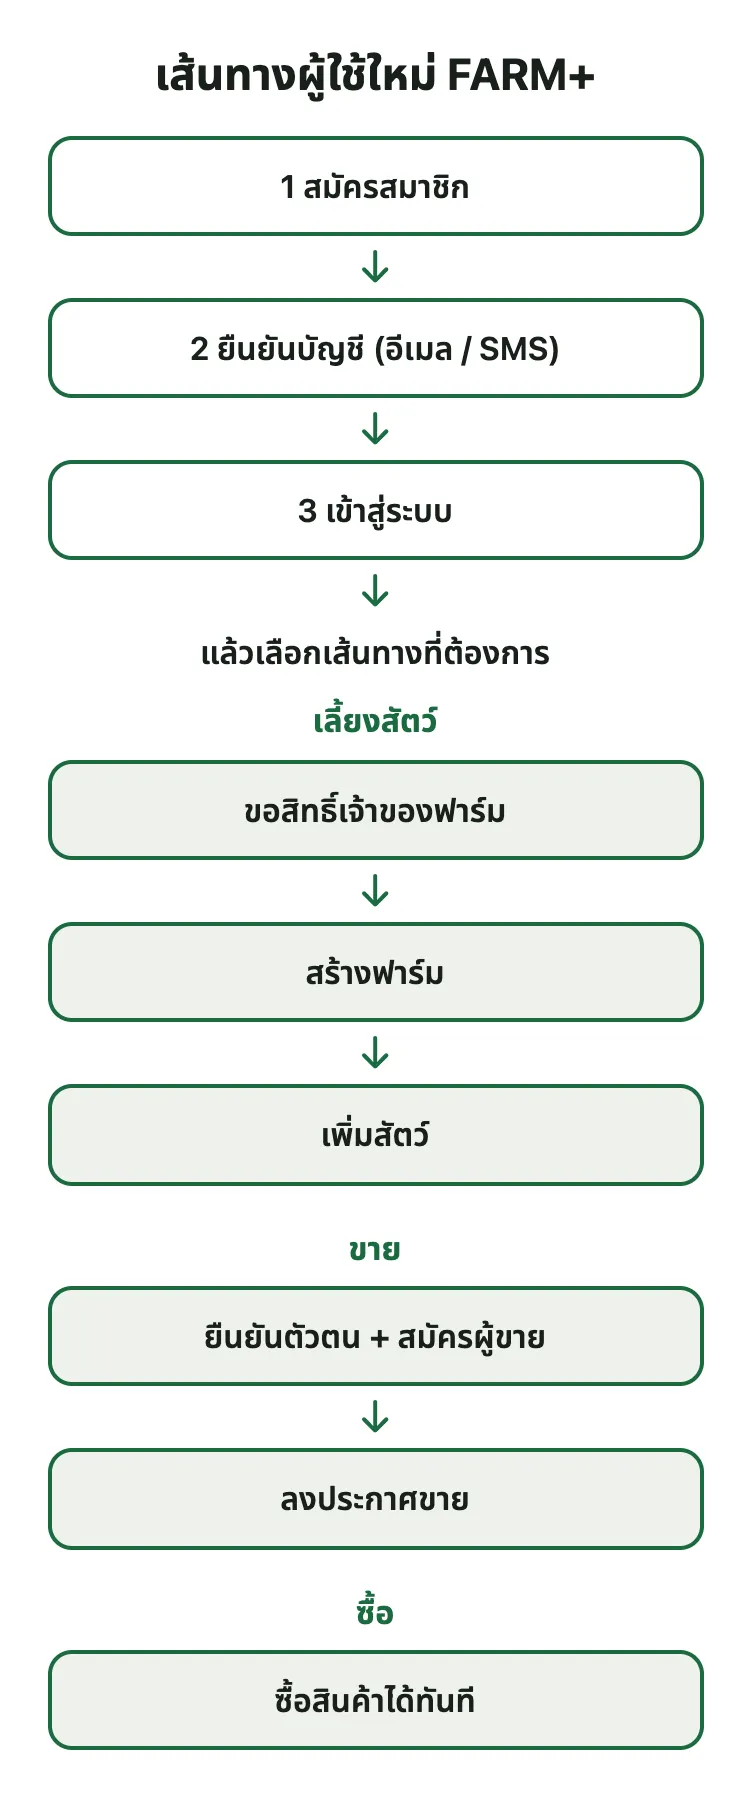 เส้นทางผู้ใช้ใหม่ FARM+
1 สมัครสมาชิก
2 ยืนยันบัญชี (อีเมล / SMS)
3 เข้าสู่ระบบ
แล้วเลือกเส้นทางที่ต้องการ
เลี้ยงสัตว์
ขอสิทธิ์เจ้าของฟาร์ม
สร้างฟาร์ม
เพิ่มสัตว์
ขาย
ยืนยันตัวตน + สมัครผู้ขาย
ลงประกาศขาย
ซื้อ
ซื้อสินค้าได้ทันที